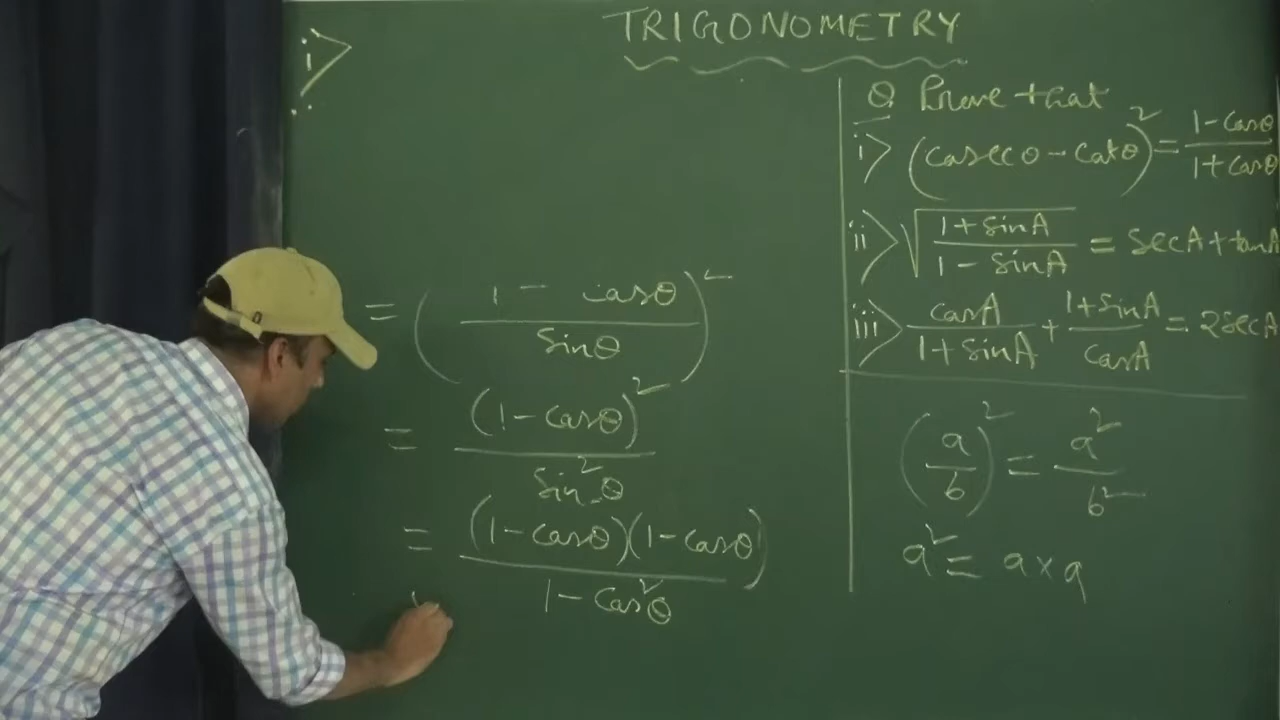 TRIGONOMETRY
i>
= ((1 - cosθ)/sinθ)²
= (1 - cosθ)²/sin²θ
= (1 - cosθ)(1 - cosθ)/(1 - cos²θ)
Q. Prove that
i> (cosecθ - cotθ)² = (1 - cosθ)/(1 + cosθ)
ii> √((1 + sinA)/(1 - sinA)) = secA + tanA
iii> cosA/(1 + sinA) + (1 + sinA)/cosA = 2secA
(a/b)² = a²/b²
a² = a × a